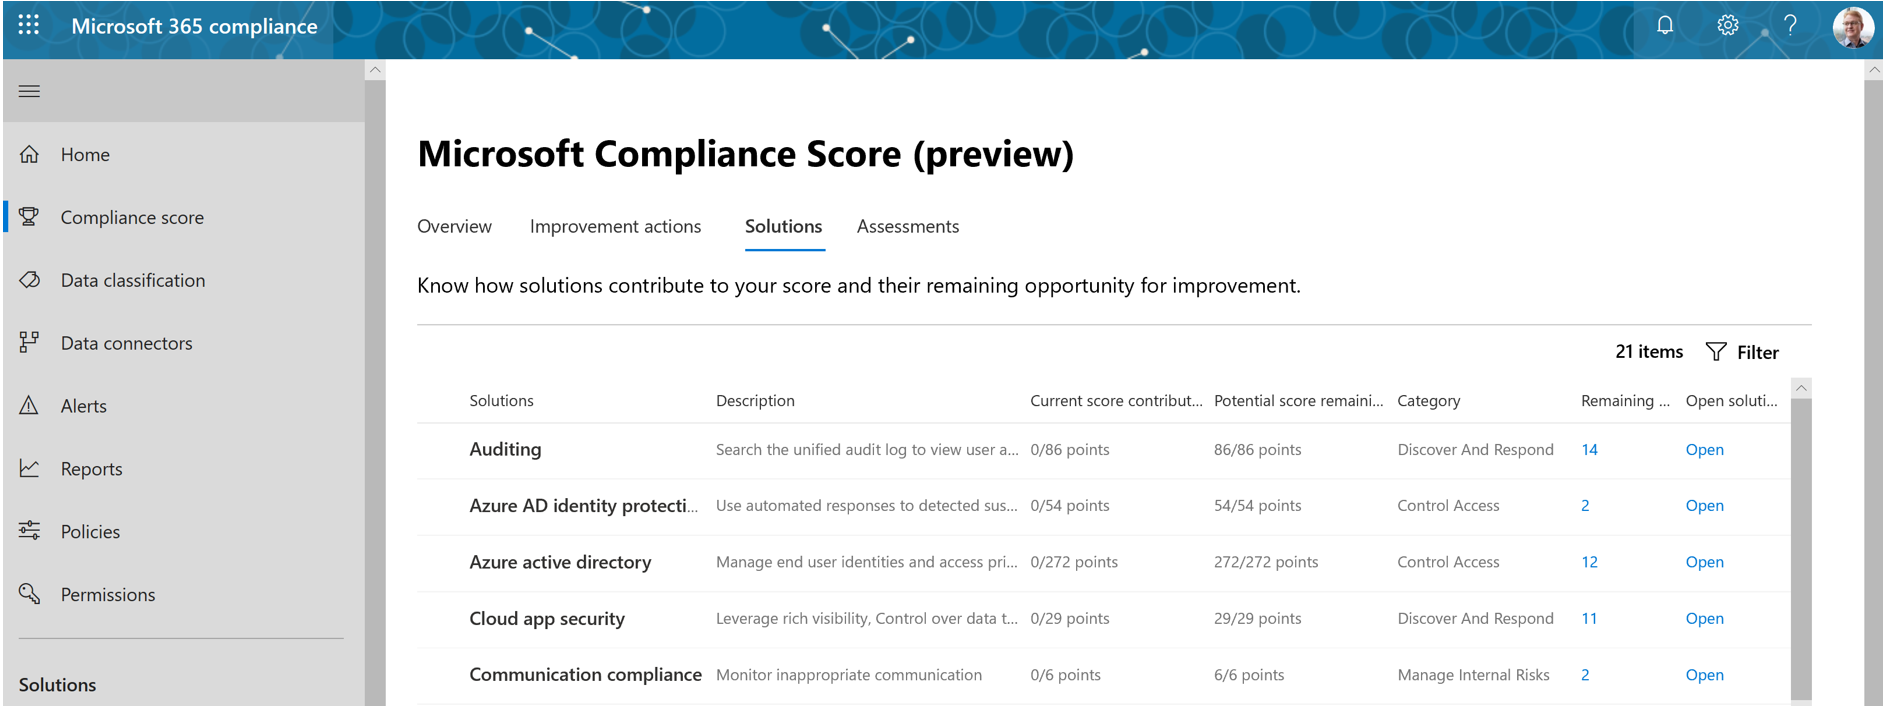 Microsoft 365 compliance
Home
Compliance score
Data classification
Data connectors
Alerts
Reports
Policies
Permissions
Solutions
Microsoft Compliance Score (preview)
Overview Improvement actions Solutions Assessments
Know how solutions contribute to your score and their remaining opportunity for improvement.
21 items Filter
Solutions Description Current score contribut... Potential score remaini... Category Remaining ... Open soluti...
Auditing Search the unified audit log to view user a... 0/86 points 86/86 points Discover And Respond 14 Open
Azure AD identity protecti... Use automated responses to detected sus... 0/54 points 54/54 points Control Access 2 Open
Azure active directory Manage end user identities and access pri... 0/272 points 272/272 points Control Access 12 Open
Cloud app security Leverage rich visibility, Control over data t... 0/29 points 29/29 points Discover And Respond 11 Open
Communication compliance Monitor inappropriate communication 0/6 points 6/6 points Manage Internal Risks 2 Open